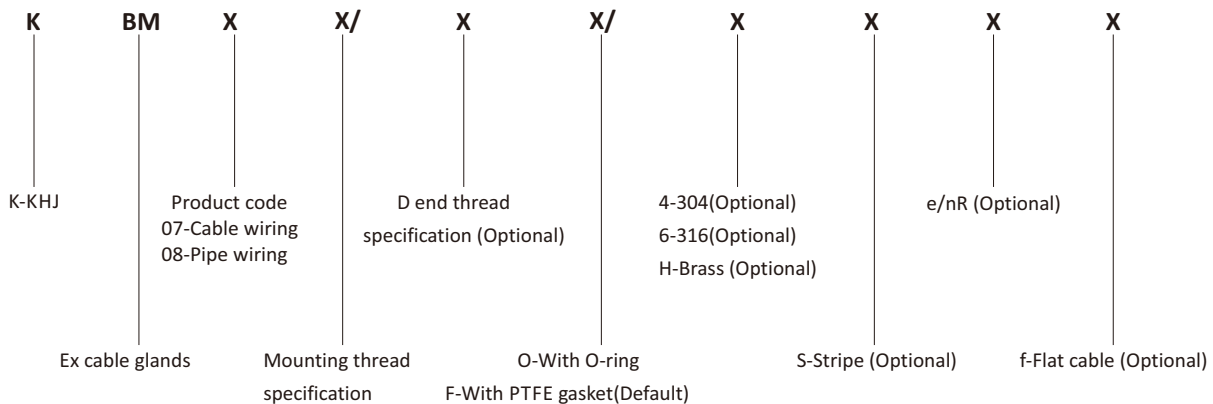 K BM X X/ X X/ X X X X
K-KHJ
Product code
07-Cable wiring
08-Pipe wiring
D end thread
specification (Optional)
4-304(Optional)
6-316(Optional)
H-Brass (Optional)
e/nR (Optional)
Ex cable glands
Mounting thread
specification
O-With O-ring
F-With PTFE gasket(Default)
S-Stripe (Optional)
f-Flat cable (Optional)